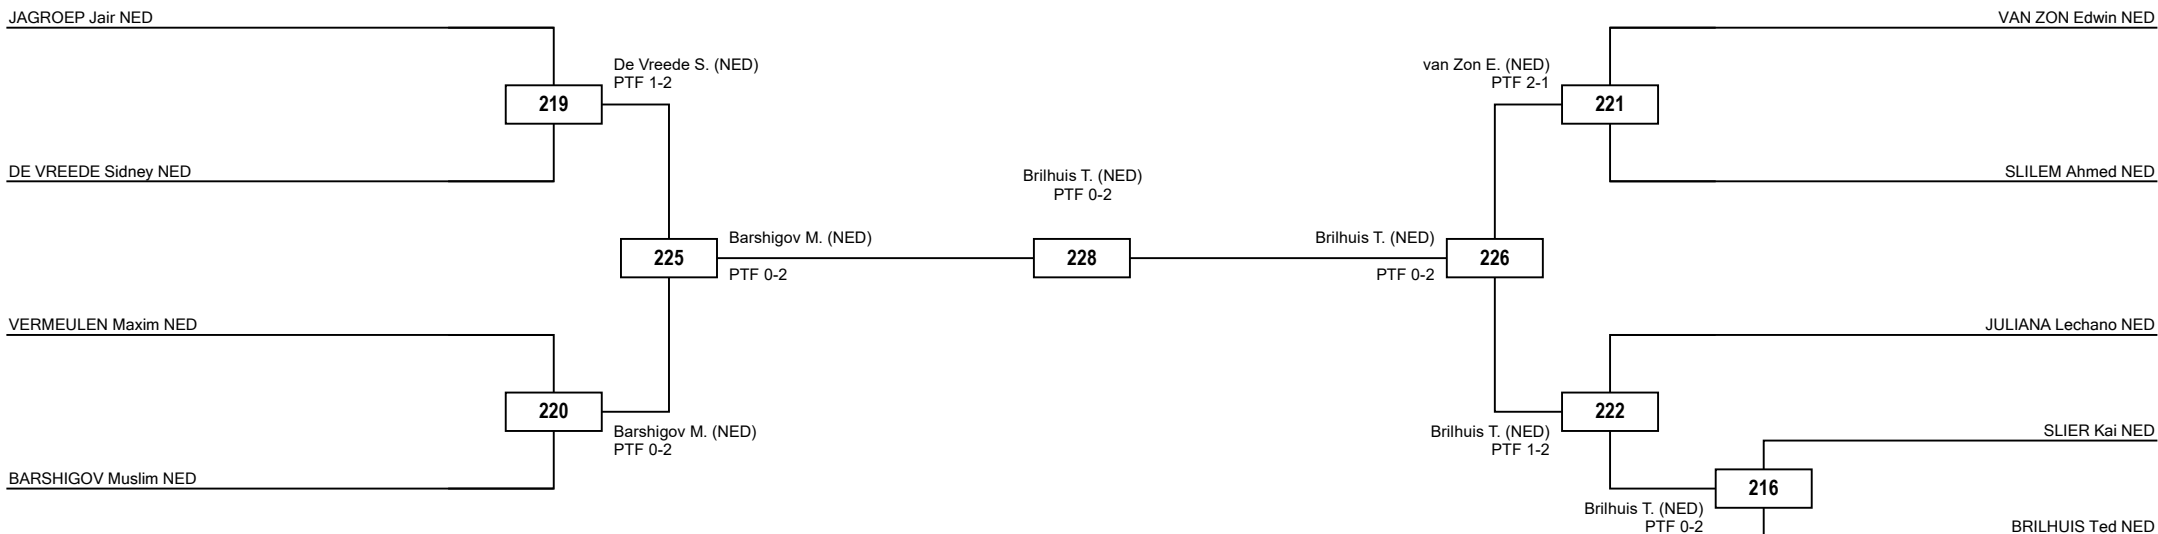 JAGROEP Jair NED
VAN ZON Edwin NED
De Vreede S. (NED)
PTF 1-2
van Zon E. (NED)
PTF 2-1
219
221
DE VREEDE Sidney NED
SLILEM Ahmed NED
Brilhuis T. (NED)
PTF 0-2
Barshigov M. (NED)
Brilhuis T. (NED)
225
228
226
PTF 0-2
PTF 0-2
VERMEULEN Maxim NED
JULIANA Lechano NED
220
222
Barshigov M. (NED)
PTF 0-2
Brilhuis T. (NED)
PTF 1-2
SLIER Kai NED
BARSHIGOV Muslim NED
216
Brilhuis T. (NED)
PTF 0-2
BRILHUIS Ted NED